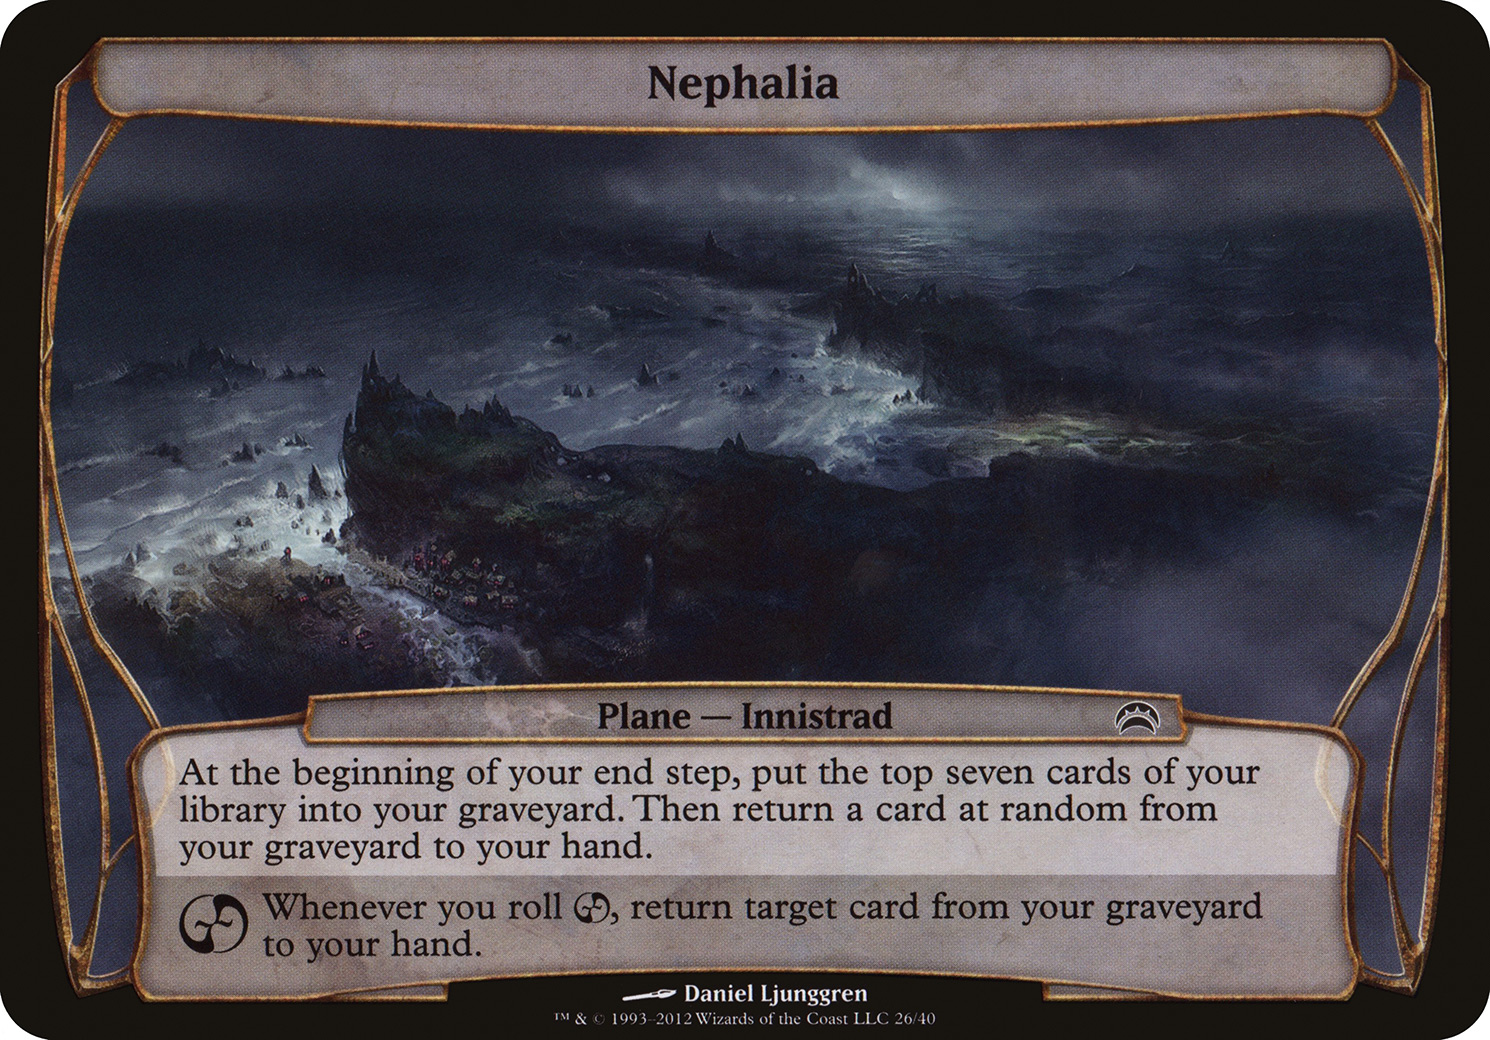 Nephalia
Plane — Innistrad
At the beginning of your end step, put the top seven cards of your
library into your graveyard. Then return a card at random from
your graveyard to your hand.
Whenever you roll , return target card from your graveyard
to your hand.
Daniel Ljunggren
™ & © 1993–2012 Wizards of the Coast LLC 26/40